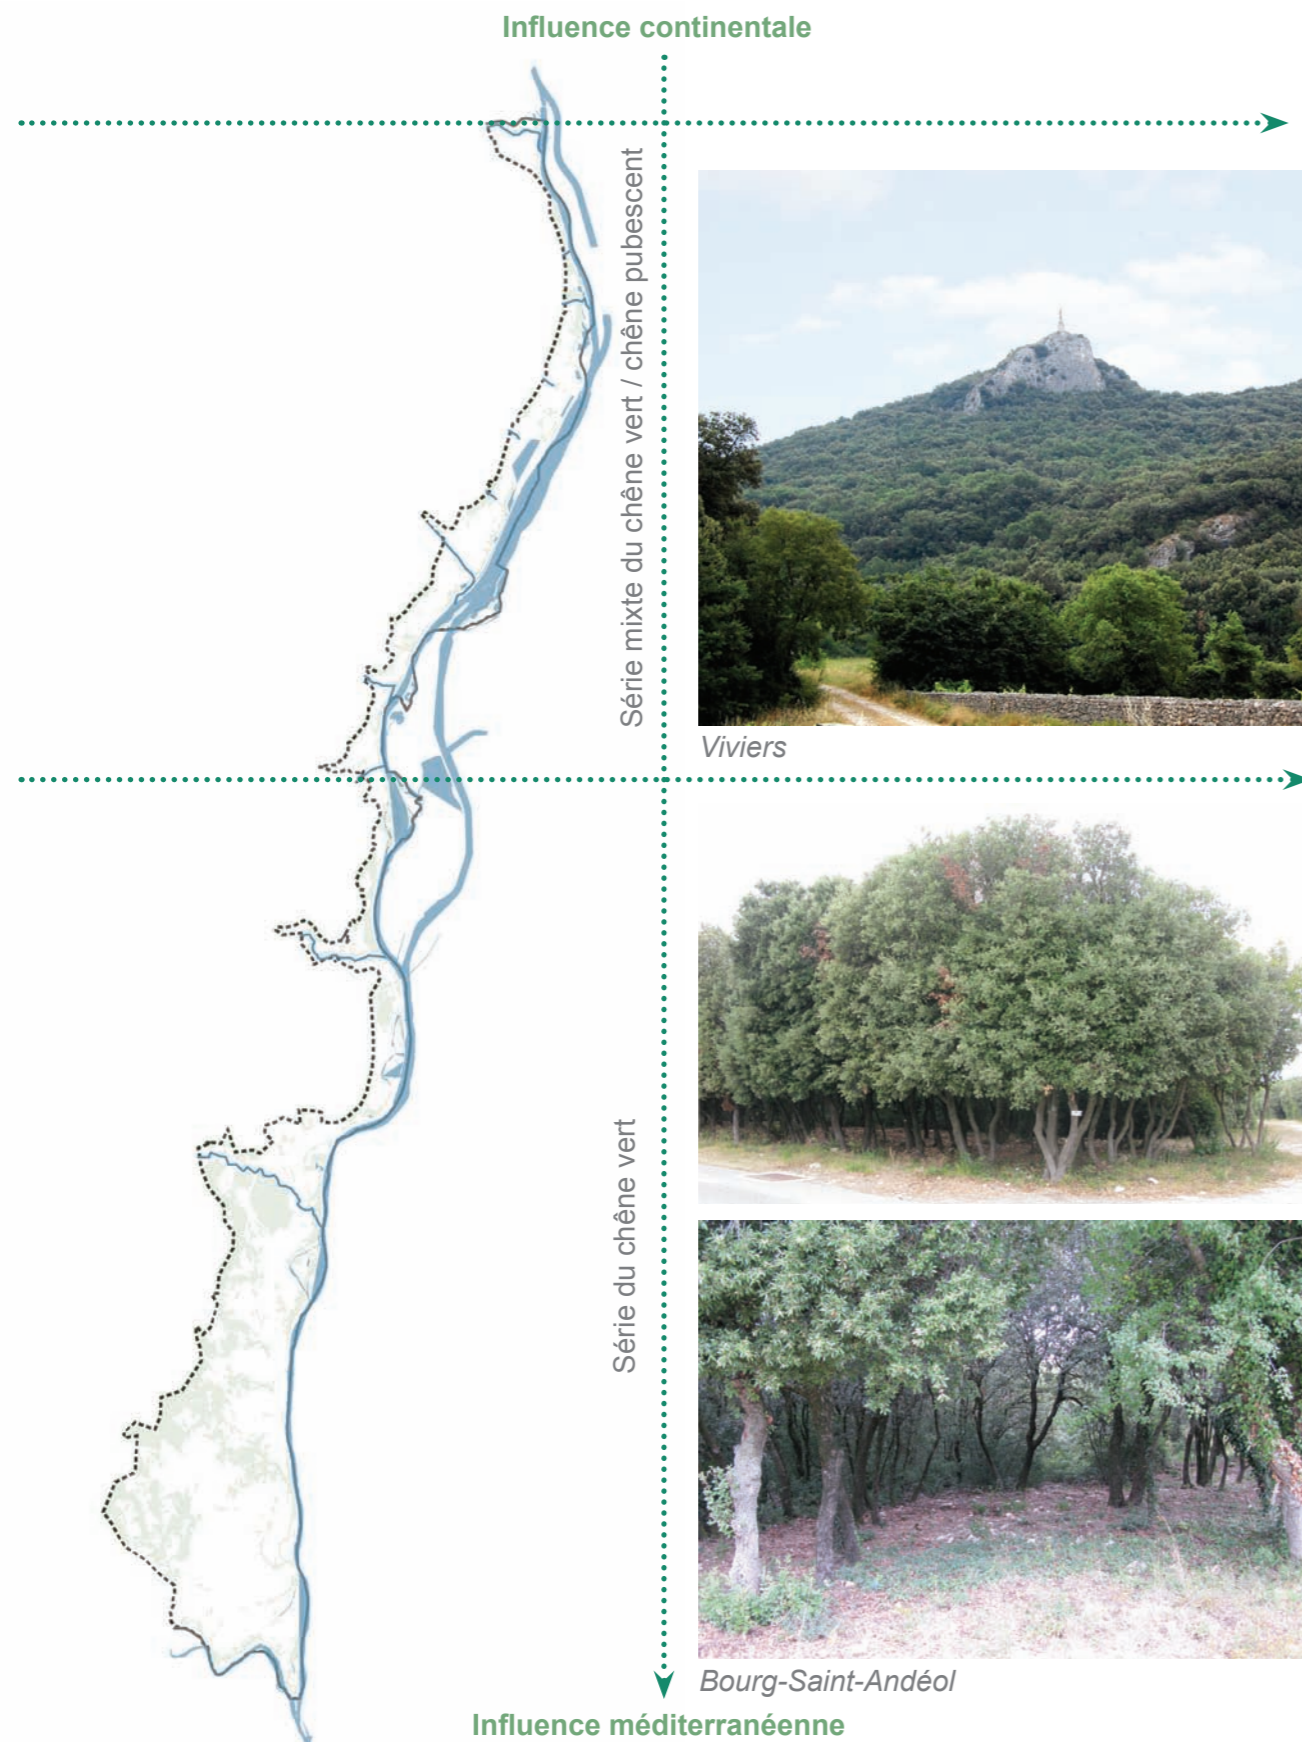 Influence continentale
Série mixte du chêne vert / chêne pubescent
Viviers
Série du chêne vert
Bourg-Saint-Andéol
Influence méditerranéenne